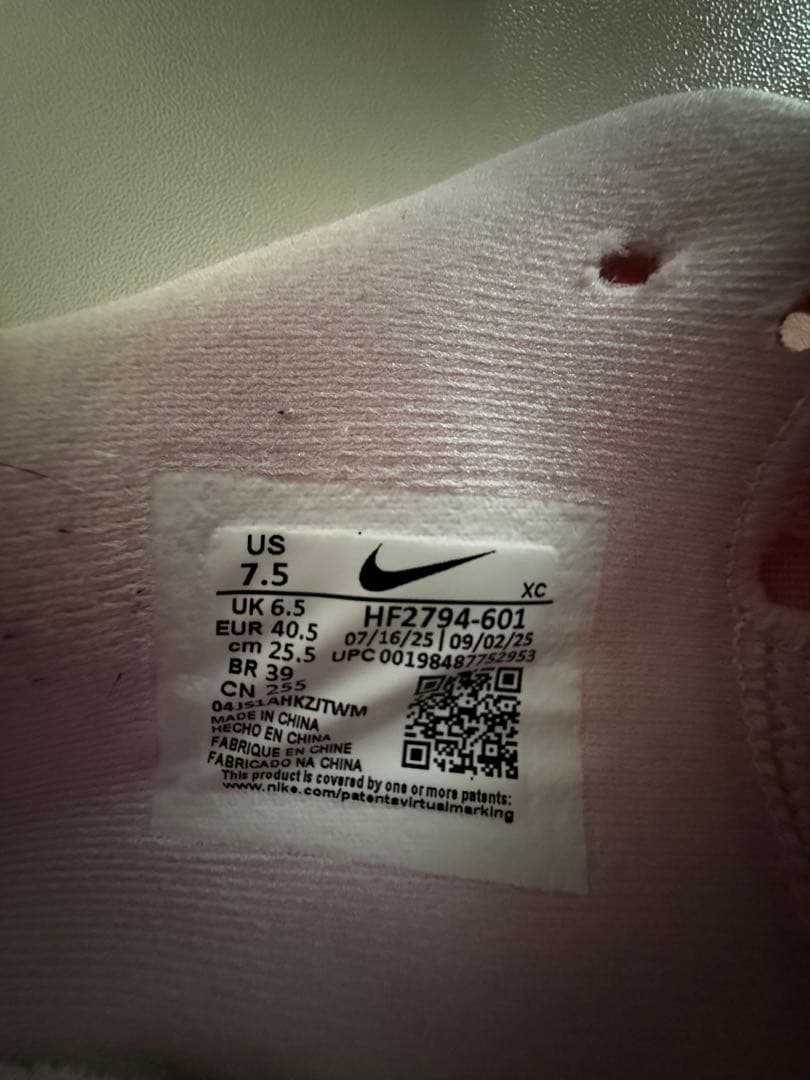 US
7.5
XC
UK 6.5
HF2794-601
EUR 40.5
07/16/25 | 09/02/25
cm 25.5
UPC 00198487752953
BR 39
CN 255
04JS1AHKZJTWM
MADE IN CHINA
HECHO EN CHINA
FABRIQUE EN CHINE
FABRICADO NA CHINA
This product is covered by one or more patents:
www.nike.com/patentsvirtualmarking